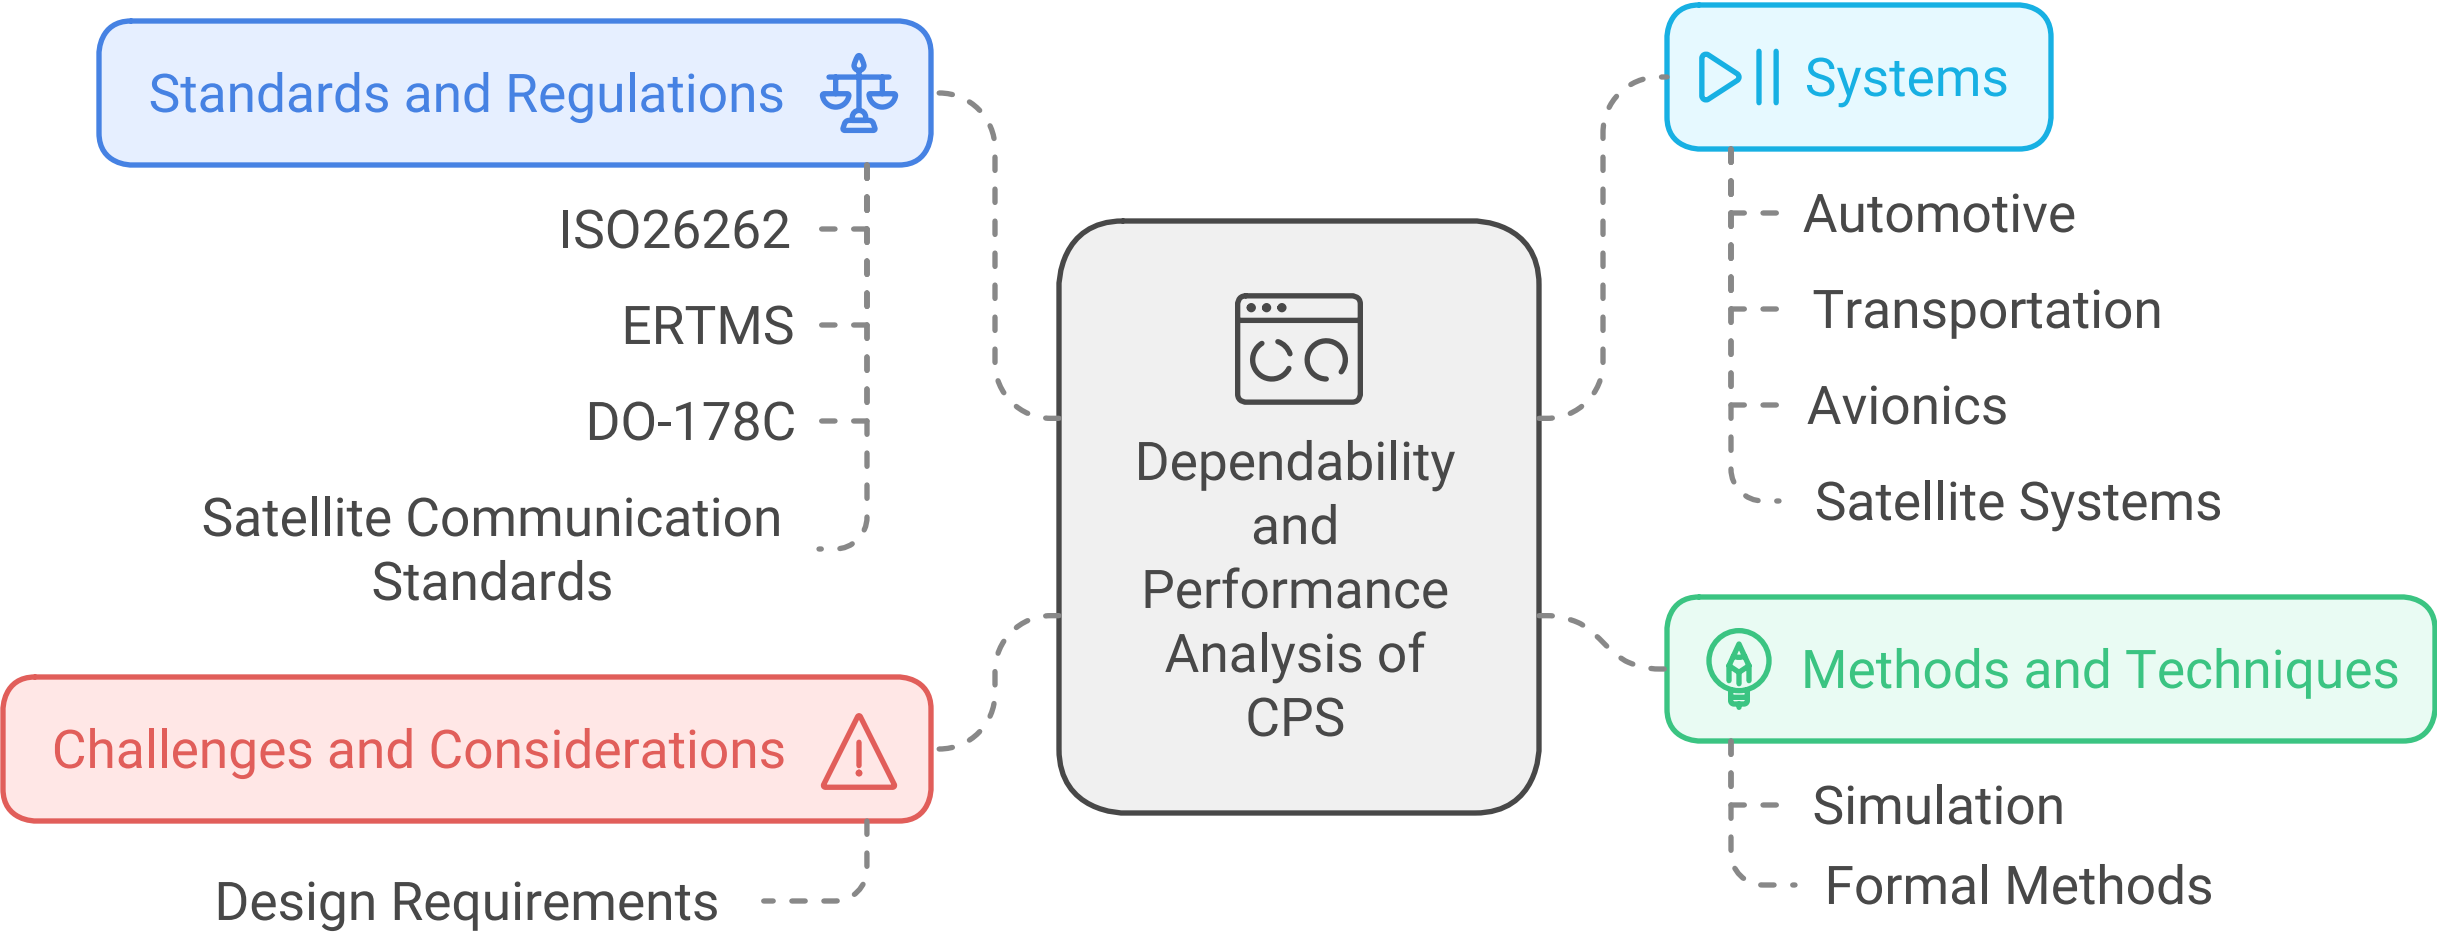 Standards and Regulations
ISO26262
ERTMS
DO-178C
Satellite Communication
Standards
Challenges and Considerations
Design Requirements
Dependability
and
Performance
Analysis of
CPS
Systems
Automotive
Transportation
Avionics
Satellite Systems
Methods and Techniques
Simulation
Formal Methods